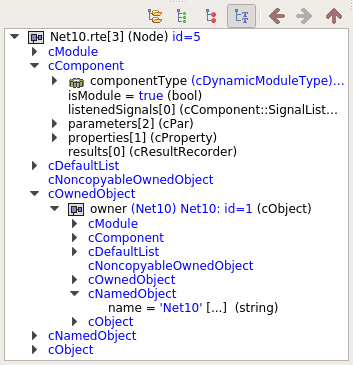 Net10.rte[3] (Node) id=5
cModule
cComponent
componentType (cDynamicModuleType)...
isModule = true (bool)
listenedSignals[0] (cComponent::SignalList...
parameters[2] (cPar)
properties[1] (cProperty)
results[0] (cResultRecorder)
cDefaultList
cNoncopyableOwnedObject
cOwnedObject
owner (Net10) Net10: id=1 (cObject)
cModule
cComponent
cDefaultList
cNoncopyableOwnedObject
cOwnedObject
cNamedObject
name = 'Net10' [...] (string)
cObject
cNamedObject
cObject